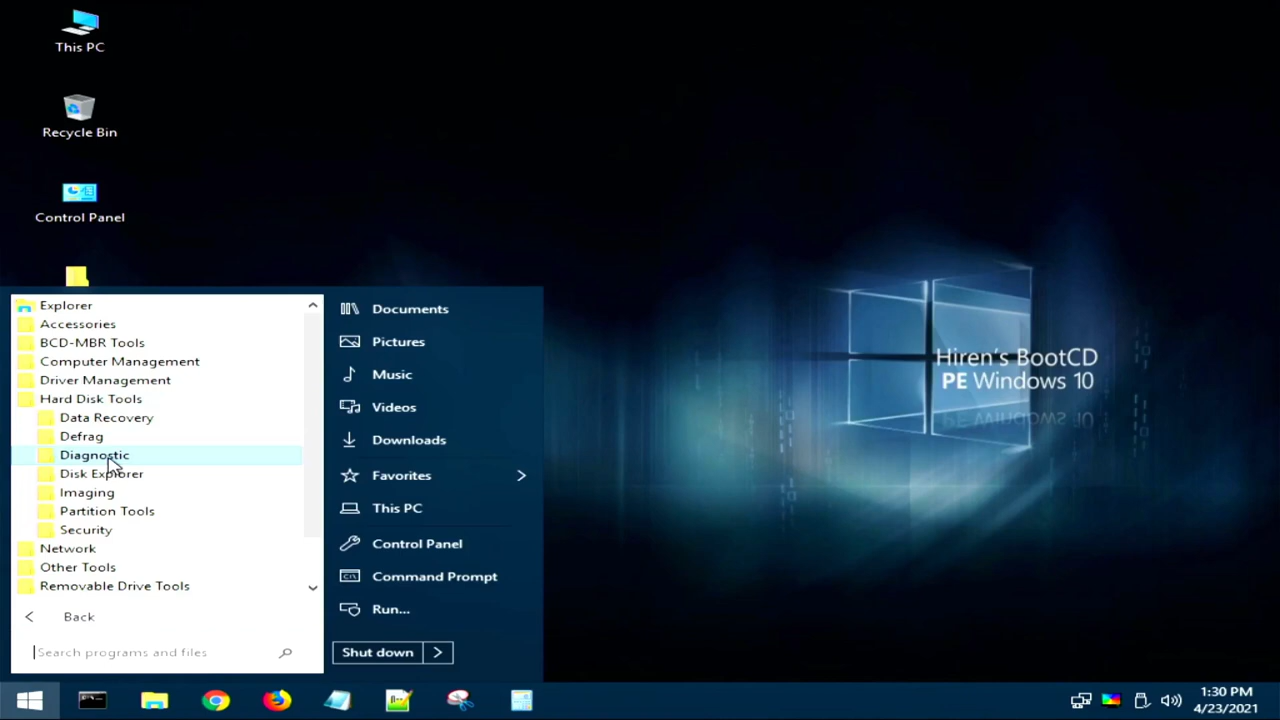 This PC
Recycle Bin
Control Panel
Explorer
Accessories
BCD-MBR Tools
Computer Management
Driver Management
Hard Disk Tools
Data Recovery
Defrag
Diagnostic
Disk Explorer
Imaging
Partition Tools
Security
Network
Other Tools
Removable Drive Tools
Back
Search programs and files
Documents
Pictures
Music
Videos
Downloads
Favorites
This PC
Control Panel
Command Prompt
Run...
Shut down
Hiren's BootCD
PE Windows 10
1:30 PM
4/23/2021